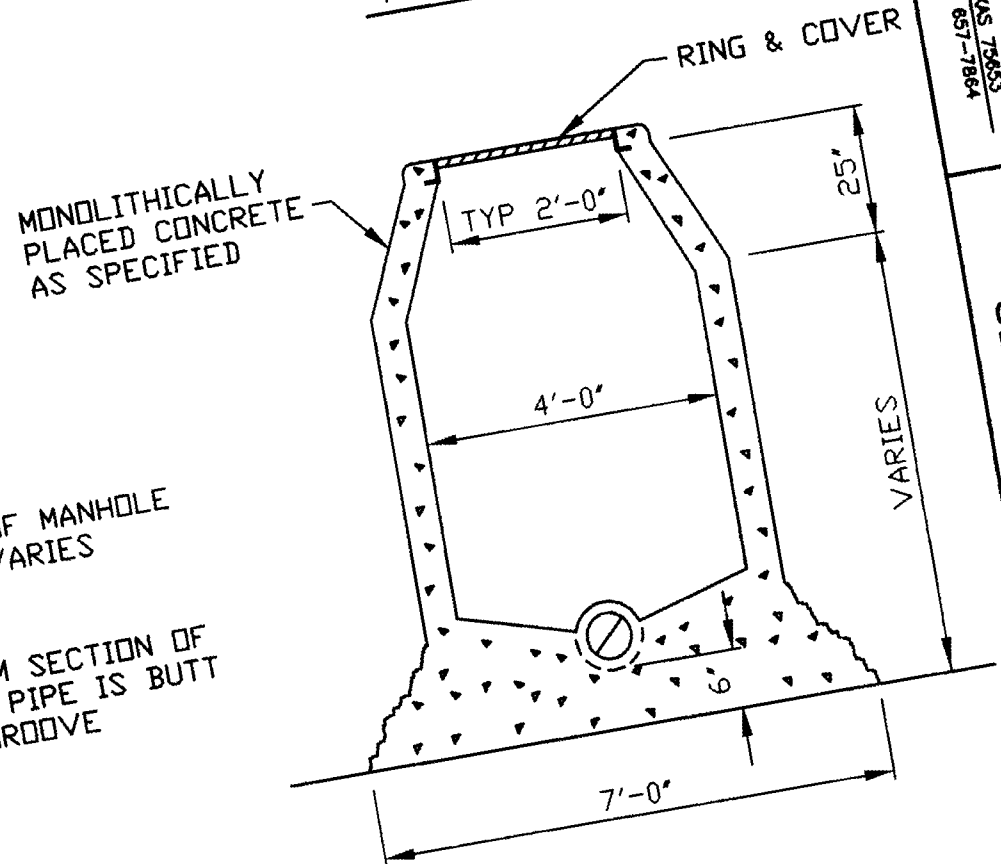 RING & COVER
MONOLITHICALLY
PLACED CONCRETE
AS SPECIFIED
TYP 2'-0"
25"
4'-0"
VARIES
MANHOLE
VARIES
SECTION OF
PIPE IS BUTT
6"
7'-0"
75653
657-7864